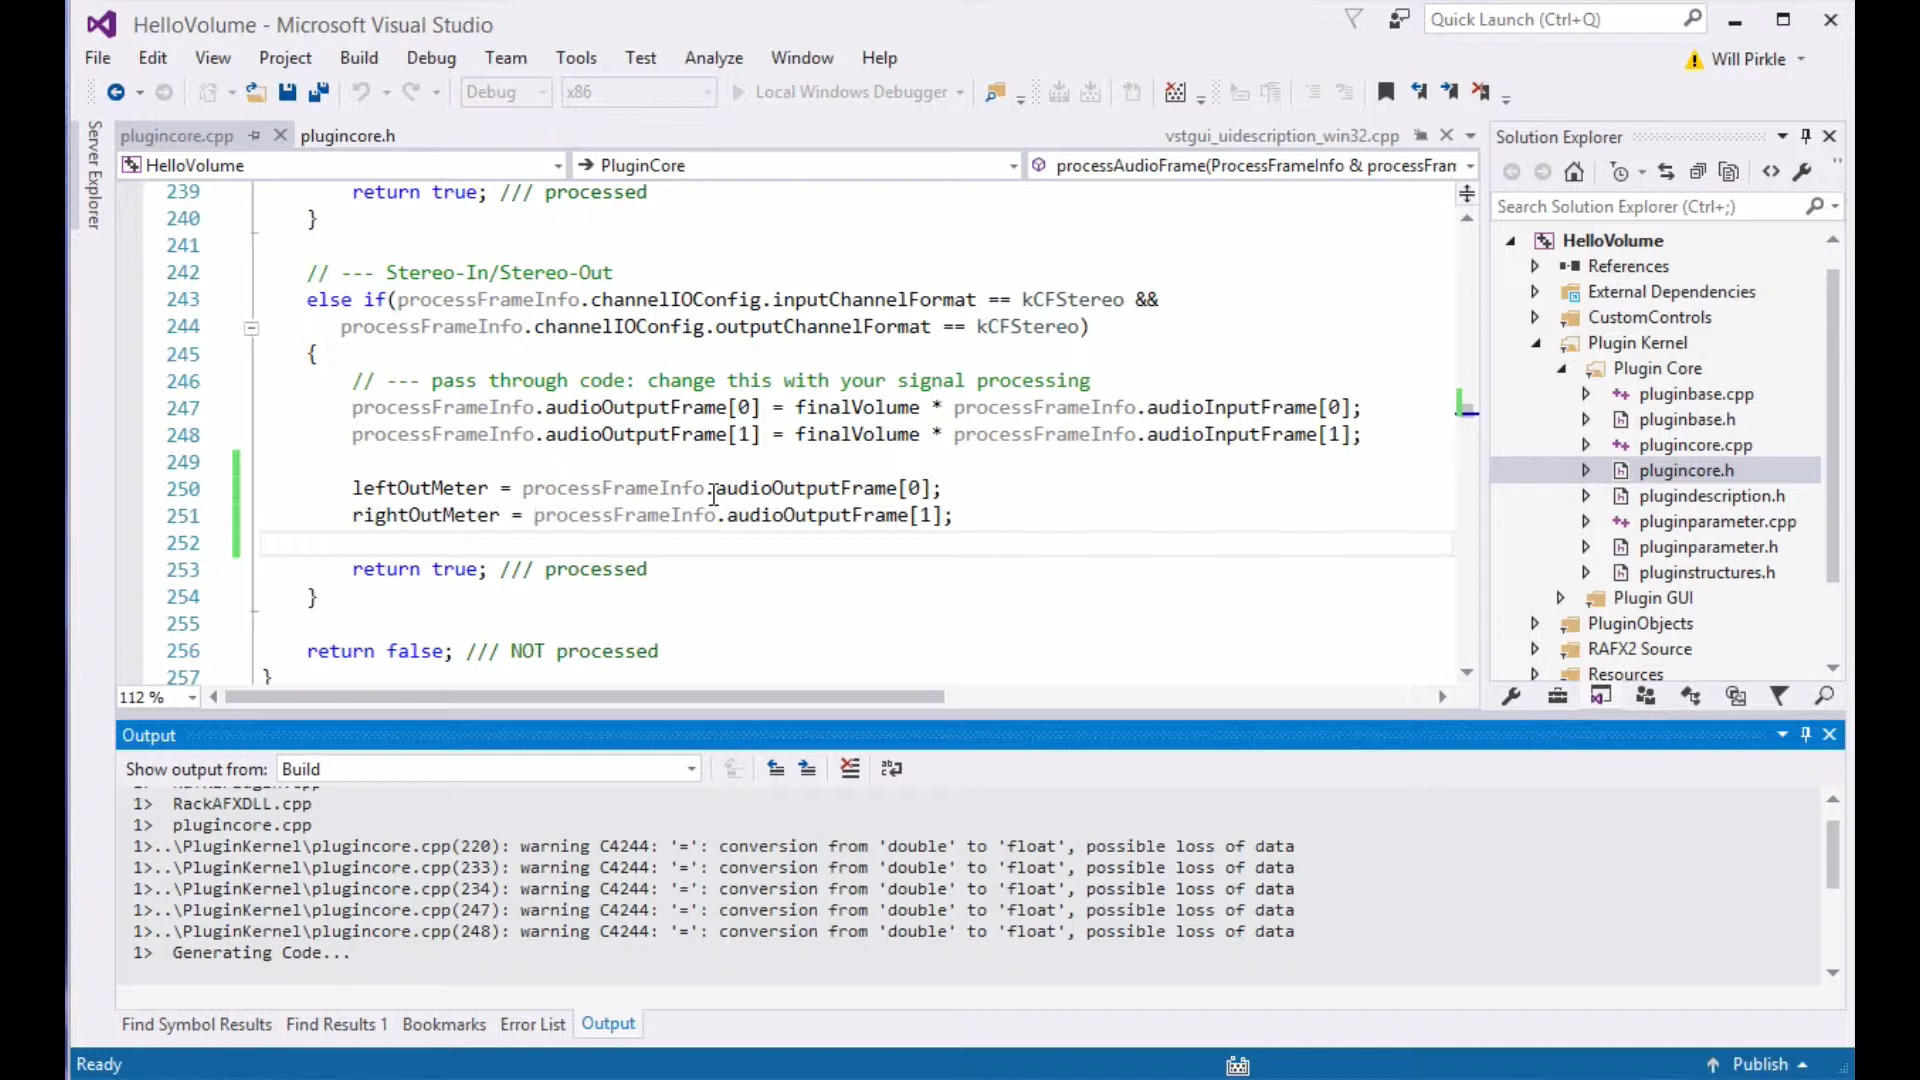 HelloVolume - Microsoft Visual Studio
Quick Launch (Ctrl+Q)
File Edit View Project Build Debug Team Tools Test Analyze Window Help
Will Pirkle
Debug x86 Local Windows Debugger
Server Explorer
plugincore.cpp plugincore.h vstgui_uidescription_win32.cpp
HelloVolume PluginCore processAudioFrame(ProcessFrameInfo & processFram
239 return true; /// processed
240 }
241
242 // --- Stereo-In/Stereo-Out
243 else if(processFrameInfo.channelIOConfig.inputChannelFormat == kCFStereo &&
244 processFrameInfo.channelIOConfig.outputChannelFormat == kCFStereo)
245 {
246 // --- pass through code: change this with your signal processing
247 processFrameInfo.audioOutputFrame[0] = finalVolume * processFrameInfo.audioInputFrame[0];
248 processFrameInfo.audioOutputFrame[1] = finalVolume * processFrameInfo.audioInputFrame[1];
249
250 leftOutMeter = processFrameInfo.audioOutputFrame[0];
251 rightOutMeter = processFrameInfo.audioOutputFrame[1];
252
253 return true; /// processed
254 }
255
256 return false; /// NOT processed
257 }
112 %
Solution Explorer
Search Solution Explorer (Ctrl+;)
HelloVolume
References
External Dependencies
CustomControls
Plugin Kernel
Plugin Core
pluginbase.cpp
pluginbase.h
plugincore.cpp
plugincore.h
plugindescription.h
pluginparameter.cpp
pluginparameter.h
pluginstructures.h
Plugin GUI
PluginObjects
RAFX2 Source
Resources
Output
Show output from: Build
1> RackAFXDLL.cpp
1> plugincore.cpp
1>..\PluginKernel\plugincore.cpp(220): warning C4244: '=': conversion from 'double' to 'float', possible loss of data
1>..\PluginKernel\plugincore.cpp(233): warning C4244: '=': conversion from 'double' to 'float', possible loss of data
1>..\PluginKernel\plugincore.cpp(234): warning C4244: '=': conversion from 'double' to 'float', possible loss of data
1>..\PluginKernel\plugincore.cpp(247): warning C4244: '=': conversion from 'double' to 'float', possible loss of data
1>..\PluginKernel\plugincore.cpp(248): warning C4244: '=': conversion from 'double' to 'float', possible loss of data
1> Generating Code...
Find Symbol Results Find Results 1 Bookmarks Error List Output
Ready Publish